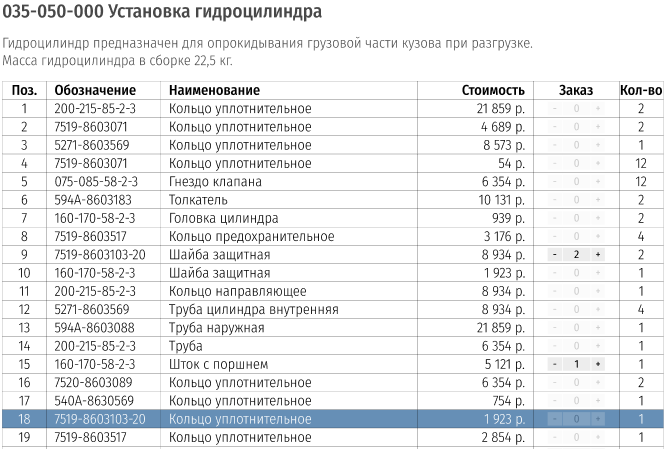 035-050-000 Установка гидроцилиндра
Гидроцилиндр предназначен для опрокидывания грузовой части кузова при разгрузке.
Масса гидроцилиндра в сборке 22,5 кг.
Поз. Обозначение Наименование Стоимость Заказ Кол-во
1 200-215-85-2-3 Кольцо уплотнительное 21 859 р. - 0 + 2
2 7519-8603071 Кольцо уплотнительное 4 689 р. - 0 + 2
3 5271-8603569 Кольцо уплотнительное 8 573 р. - 0 + 1
4 7519-8603071 Кольцо уплотнительное 54 р. - 0 + 12
5 075-085-58-2-3 Гнездо клапана 6 354 р. - 0 + 12
6 594А-8603183 Толкатель 10 131 р. - 0 + 2
7 160-170-58-2-3 Головка цилиндра 939 р. - 0 + 2
8 7519-8603517 Кольцо предохранительное 3 176 р. - 0 + 4
9 7519-8603103-20 Шайба защитная 8 934 р. - 2 + 2
10 160-170-58-2-3 Шайба защитная 1 923 р. - 0 + 1
11 200-215-85-2-3 Кольцо направляющее 8 934 р. - 0 + 1
12 5271-8603569 Труба цилиндра внутренняя 8 934 р. - 0 + 4
13 594А-8603088 Труба наружная 21 859 р. - 0 + 1
14 200-215-85-2-3 Труба 6 354 р. - 0 + 1
15 160-170-58-2-3 Шток с поршнем 5 121 р. - 1 + 1
16 7520-8603089 Кольцо уплотнительное 6 354 р. - 0 + 2
17 540А-8630569 Кольцо уплотнительное 754 р. - 0 + 1
18 7519-8603103-20 Кольцо уплотнительное 1 923 р. - 0 + 1
19 7519-8603517 Кольцо уплотнительное 2 854 р. - 0 + 1